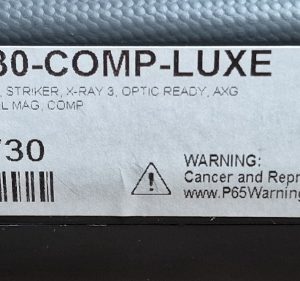 30-COMP-LUXE
, STRIKER, X-RAY 3, OPTIC READY, AXG
L MAG, COMP
730
WARNING:
Cancer and Repr
www.P65Warning